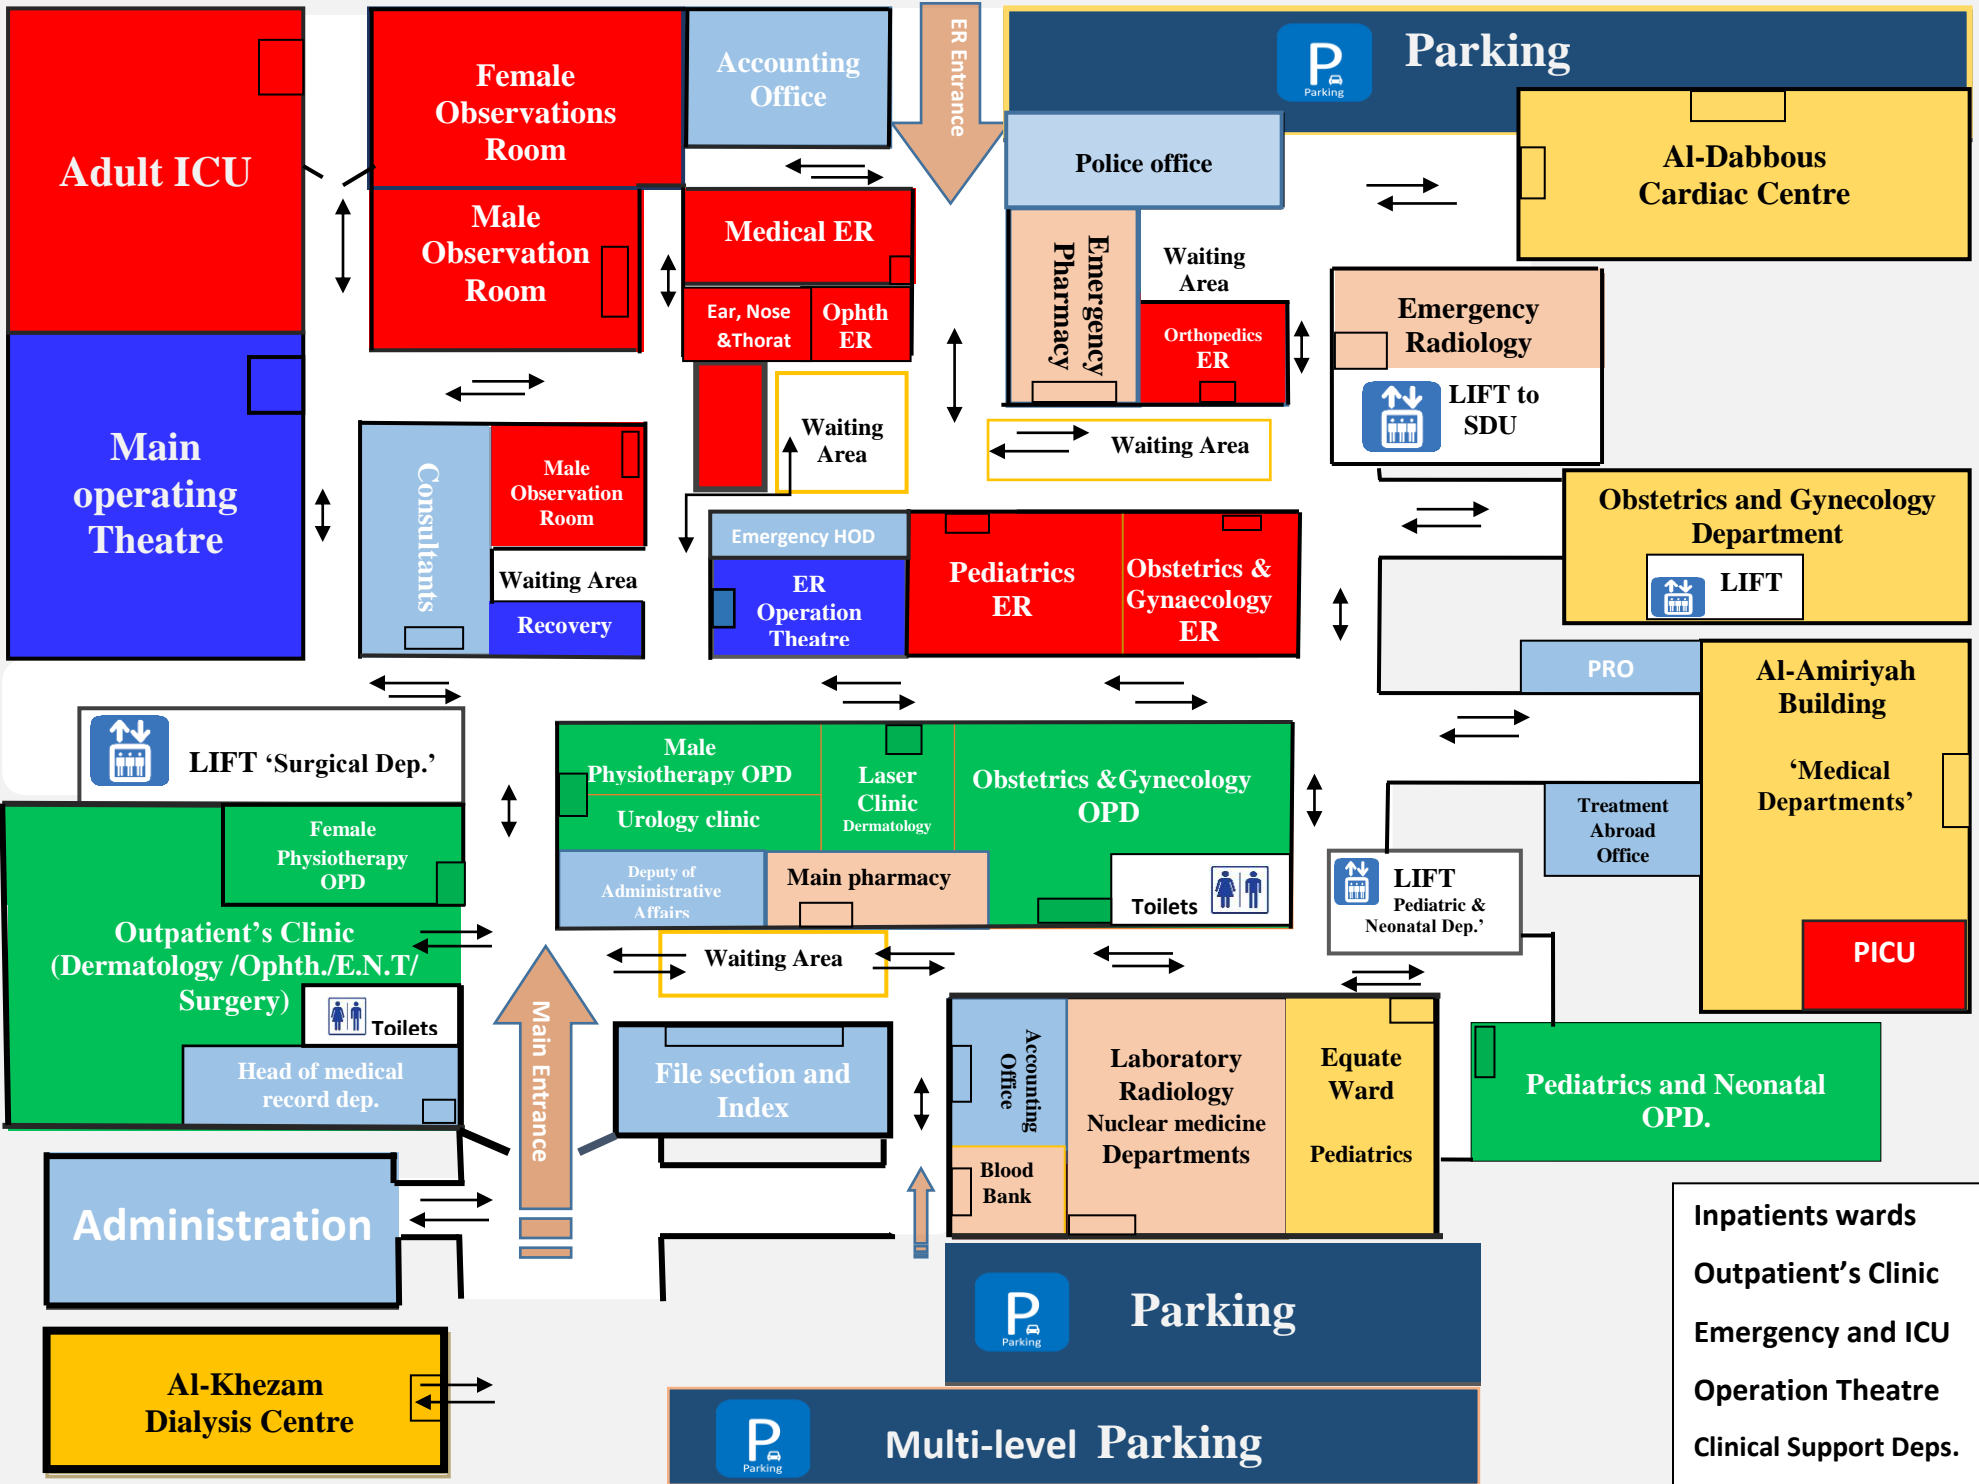 Adult ICU
Female
Observations
Room
Accounting
Office
ER Entrance
Parking
Parking
Police office
Al-Dabbous
Cardiac Centre
Male
Observation
Room
Medical ER
Ear, Nose
&Thorat
Ophth
ER
Emergency
Pharmacy
Waiting
Area
Orthopedics
ER
Emergency
Radiology
LIFT to
SDU
Main
operating
Theatre
Waiting
Area
Waiting Area
Consultants
Male
Observation
Room
Waiting Area
Recovery
Emergency HOD
ER
Operation
Theatre
Pediatrics
ER
Obstetrics &
Gynaecology
ER
Obstetrics and Gynecology
Department
LIFT
PRO
Al-Amiriyah
Building
‘Medical
Departments’
LIFT ‘Surgical Dep.’
Male
Physiotherapy OPD
Urology clinic
Laser
Clinic
Dermatology
Obstetrics &Gynecology
OPD
Treatment
Abroad
Office
Female
Physiotherapy
OPD
Deputy of
Administrative
Affairs
Main pharmacy
Toilets
LIFT
Pediatric &
Neonatal Dep.’
PICU
Outpatient’s Clinic
(Dermatology /Ophth./E.N.T/
Surgery)
Toilets
Head of medical
record dep.
Waiting Area
Main Entrance
File section and
Index
Accounting
Office
Blood
Bank
Laboratory
Radiology
Nuclear medicine
Departments
Equate
Ward
Pediatrics
Pediatrics and Neonatal
OPD.
Administration
Al-Khezam
Dialysis Centre
Parking
Parking
Parking
Multi-level Parking
Inpatients wards
Outpatient’s Clinic
Emergency and ICU
Operation Theatre
Clinical Support Deps.